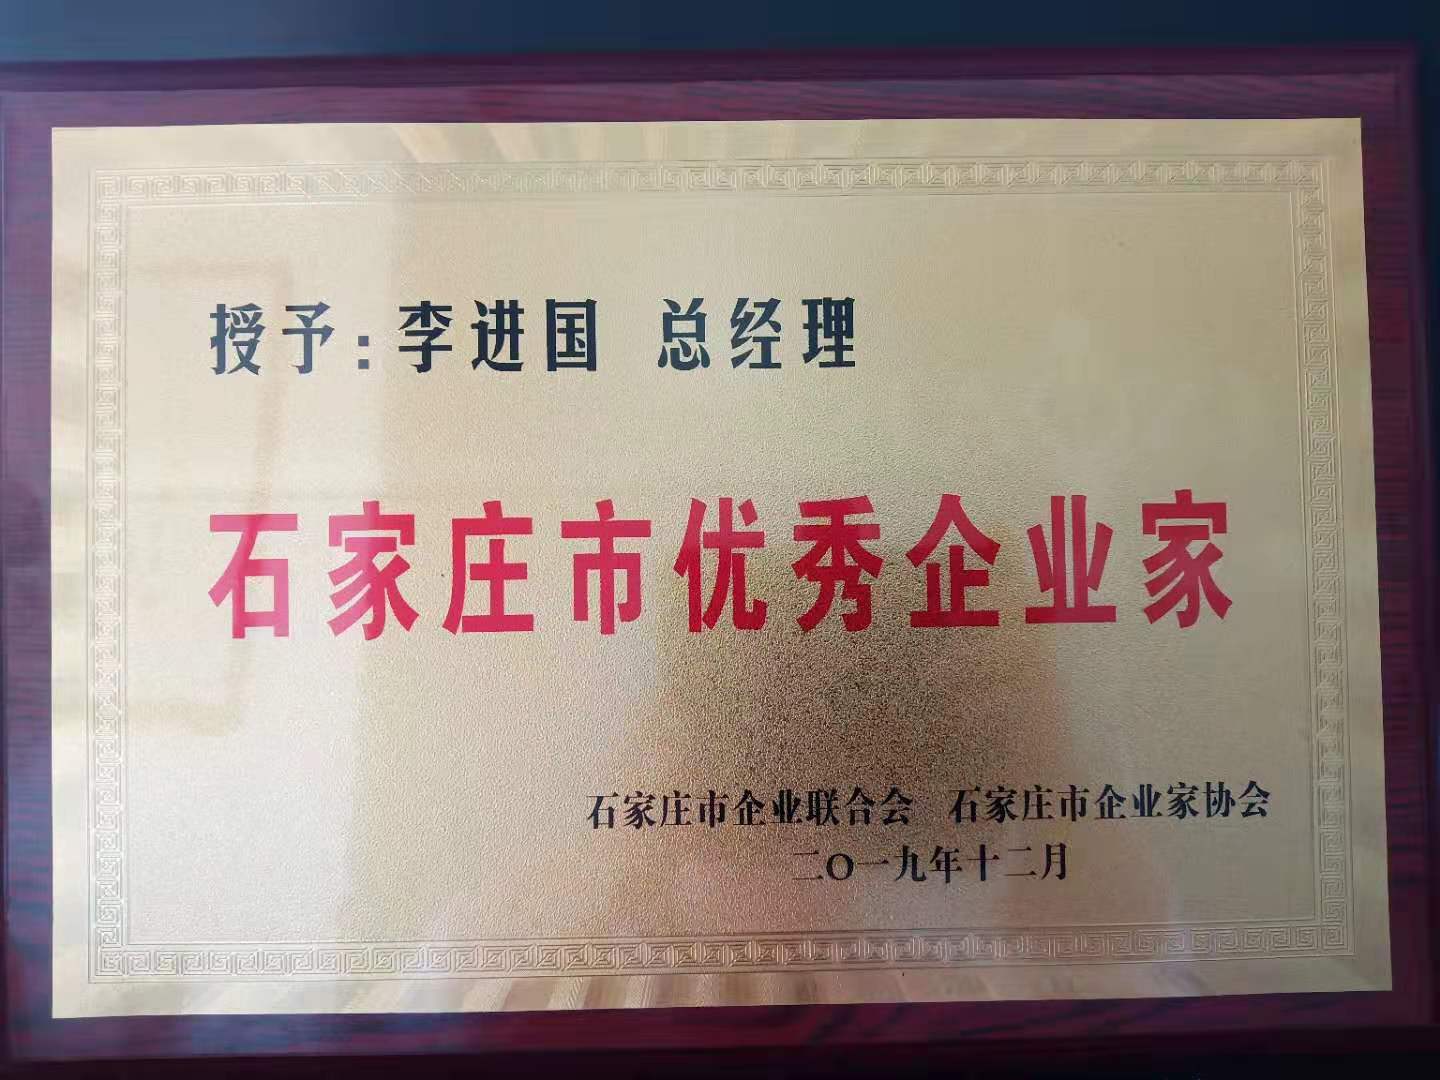 授予:李进国 总经理
石家庄市优秀企业家
石家庄市企业联合会 石家庄市企业家协会
二〇一九年十二月